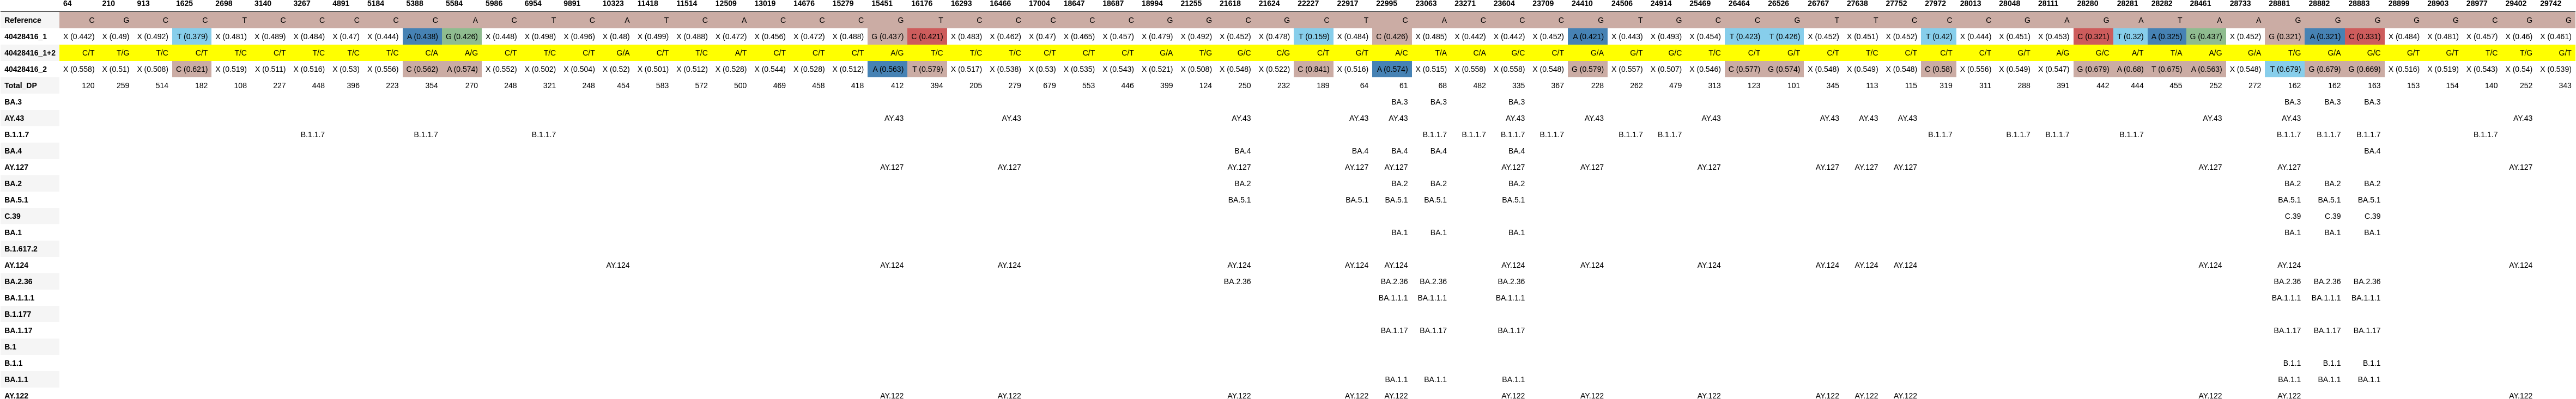 64 210 913 1625 2698 3140 3267 4891 5184 5388 5584 5986 6954 9891 10323 11418 11514 12509 13019 14676 15279 15451 16176 16293 16466 17004 18647 18687 18994 21255 21618 21624 22227 22917 22995 23063 23271 23604 23709 24410 24506 24914 25469 26464 26526 26767 27638 27752 27972 28013 28048 28111 28280 28281 28282 28461 28733 28881 28882 28883 28899 28903 28977 29402 29742
Reference C G C C T C C C C C A C T C A T C A C C C G T C C C C C G G C G C T C A C C C G T G C C G T T C C C G A G A T A A G G G G G C G G
40428416_1 X (0.442) X (0.49) X (0.492) T (0.379) X (0.481) X (0.489) X (0.484) X (0.47) X (0.444) A (0.438) G (0.426) X (0.448) X (0.498) X (0.496) X (0.48) X (0.499) X (0.488) X (0.472) X (0.456) X (0.472) X (0.488) G (0.437) C (0.421) X (0.483) X (0.462) X (0.47) X (0.465) X (0.457) X (0.479) X (0.492) X (0.452) X (0.478) T (0.159) X (0.484) C (0.426) X (0.485) X (0.442) X (0.442) X (0.452) A (0.421) X (0.443) X (0.493) X (0.454) T (0.423) T (0.426) X (0.452) X (0.451) X (0.452) T (0.42) X (0.444) X (0.451) X (0.453) C (0.321) T (0.32) A (0.325) G (0.437) X (0.452) G (0.321) A (0.321) C (0.331) X (0.484) X (0.481) X (0.457) X (0.46) X (0.461)
40428416_1+2 C/T T/G T/C C/T T/C C/T T/C T/C T/C C/A A/G C/T T/C C/T G/A C/T T/C A/T C/T T/C C/T A/G T/C T/C C/T C/T C/T C/T G/A T/G G/C C/G C/T G/T A/C T/A C/A G/C C/T G/A G/T G/C T/C C/T G/T G/T T/C T/C C/T C/T G/T A/G G/C A/T T/A A/G G/A T/G G/A G/C G/T G/T T/C T/G G/T
40428416_2 X (0.558) X (0.51) X (0.508) C (0.621) X (0.519) X (0.511) X (0.516) X (0.53) X (0.556) C (0.562) A (0.574) X (0.552) X (0.502) X (0.504) X (0.52) X (0.501) X (0.512) X (0.528) X (0.544) X (0.528) X (0.512) A (0.563) T (0.579) X (0.517) X (0.538) X (0.53) X (0.535) X (0.543) X (0.521) X (0.508) X (0.548) X (0.522) C (0.841) X (0.516) A (0.574) X (0.515) X (0.558) X (0.558) X (0.548) G (0.579) X (0.557) X (0.507) X (0.546) C (0.577) G (0.574) X (0.548) X (0.549) X (0.548) C (0.58) X (0.556) X (0.549) X (0.547) G (0.679) A (0.68) T (0.675) A (0.563) X (0.548) T (0.679) G (0.679) G (0.669) X (0.516) X (0.519) X (0.543) X (0.54) X (0.539)
Total_DP 120 259 514 182 108 227 448 396 223 354 270 248 321 248 454 583 572 500 469 458 418 412 394 205 279 679 553 446 399 124 250 232 189 64 61 68 482 335 367 228 262 479 313 123 101 345 113 115 319 311 288 391 442 444 455 252 272 162 162 163 153 154 140 252 343
BA.3 BA.3 BA.3 BA.3 BA.3 BA.3 BA.3
AY.43 AY.43 AY.43 AY.43 AY.43 AY.43 AY.43 AY.43 AY.43 AY.43 AY.43 AY.43 AY.43 AY.43 AY.43
B.1.1.7 B.1.1.7 B.1.1.7 B.1.1.7 B.1.1.7 B.1.1.7 B.1.1.7 B.1.1.7 B.1.1.7 B.1.1.7 B.1.1.7 B.1.1.7 B.1.1.7 B.1.1.7 B.1.1.7 B.1.1.7 B.1.1.7 B.1.1.7
BA.4 BA.4 BA.4 BA.4 BA.4 BA.4 BA.4
AY.127 AY.127 AY.127 AY.127 AY.127 AY.127 AY.127 AY.127 AY.127 AY.127 AY.127 AY.127 AY.127 AY.127 AY.127
BA.2 BA.2 BA.2 BA.2 BA.2 BA.2 BA.2 BA.2
BA.5.1 BA.5.1 BA.5.1 BA.5.1 BA.5.1 BA.5.1 BA.5.1 BA.5.1 BA.5.1
C.39 C.39 C.39 C.39
BA.1 BA.1 BA.1 BA.1 BA.1 BA.1 BA.1
B.1.617.2
AY.124 AY.124 AY.124 AY.124 AY.124 AY.124 AY.124 AY.124 AY.124 AY.124 AY.124 AY.124 AY.124 AY.124 AY.124 AY.124
BA.2.36 BA.2.36 BA.2.36 BA.2.36 BA.2.36 BA.2.36 BA.2.36 BA.2.36
BA.1.1.1 BA.1.1.1 BA.1.1.1 BA.1.1.1 BA.1.1.1 BA.1.1.1 BA.1.1.1
B.1.177
BA.1.17 BA.1.17 BA.1.17 BA.1.17 BA.1.17 BA.1.17 BA.1.17
B.1
B.1.1 B.1.1 B.1.1 B.1.1
BA.1.1 BA.1.1 BA.1.1 BA.1.1 BA.1.1 BA.1.1 BA.1.1
AY.122 AY.122 AY.122 AY.122 AY.122 AY.122 AY.122 AY.122 AY.122 AY.122 AY.122 AY.122 AY.122 AY.122 AY.122